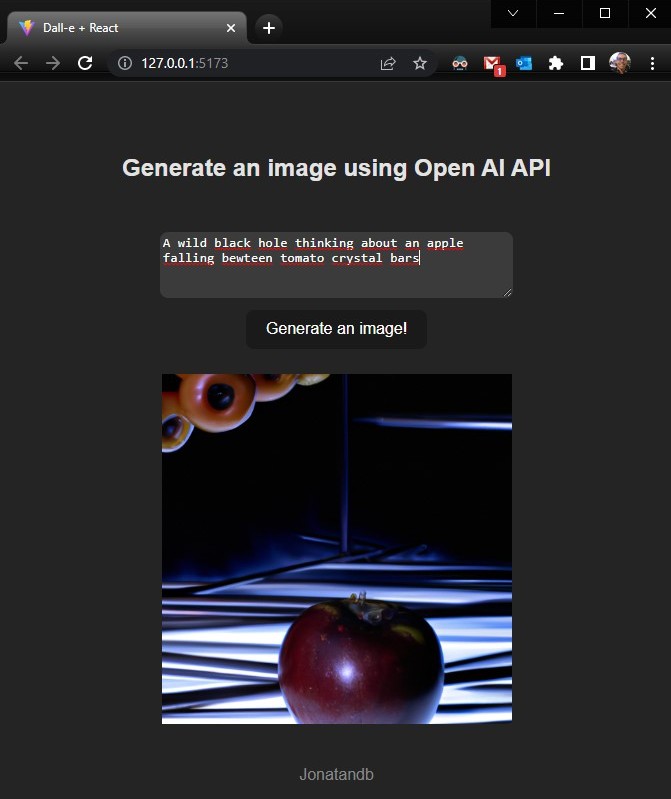 Dall-e + React
127.0.0.1:5173
1
Generate an image using Open AI API
A wild black hole thinking about an apple
falling bewteen tomato crystal bars
Generate an image!
Jonatandb